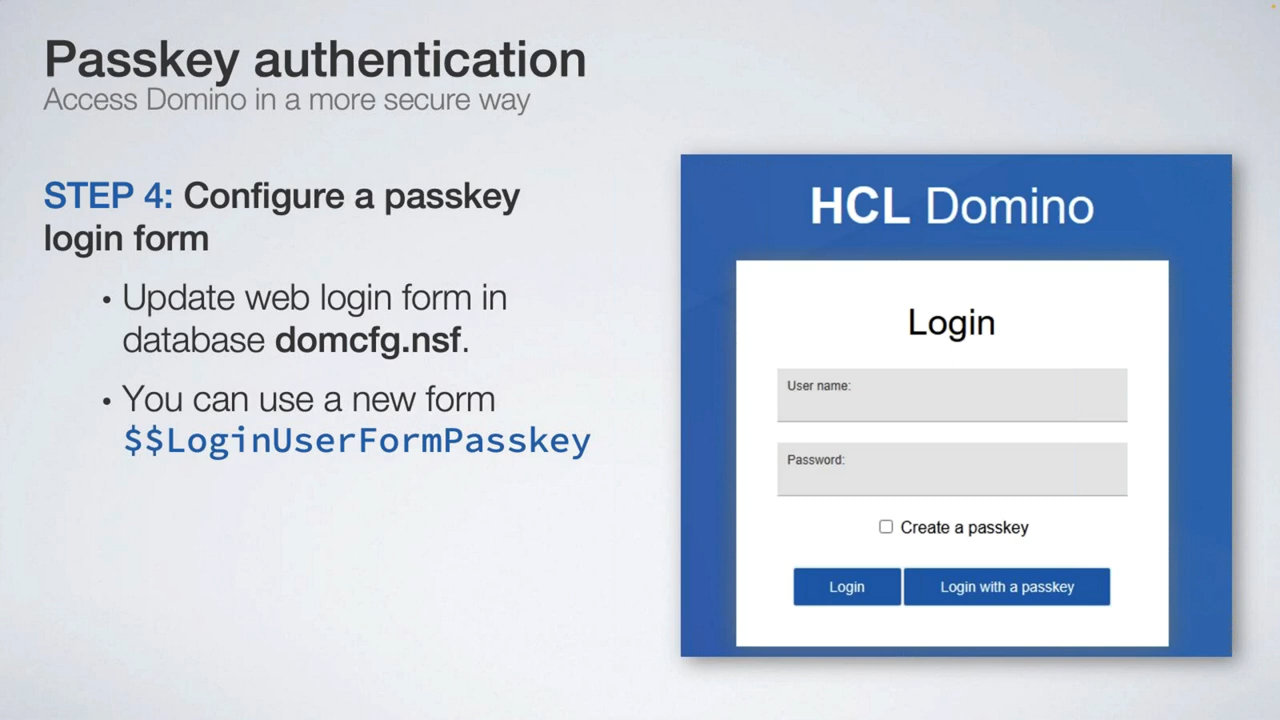 Passkey authentication
Access Domino in a more secure way
STEP 4: Configure a passkey
login form
• Update web login form in
database domcfg.nsf.
• You can use a new form
$$LoginUserFormPasskey
HCL Domino
Login
User name:
Password:
Create a passkey
Login
Login with a passkey